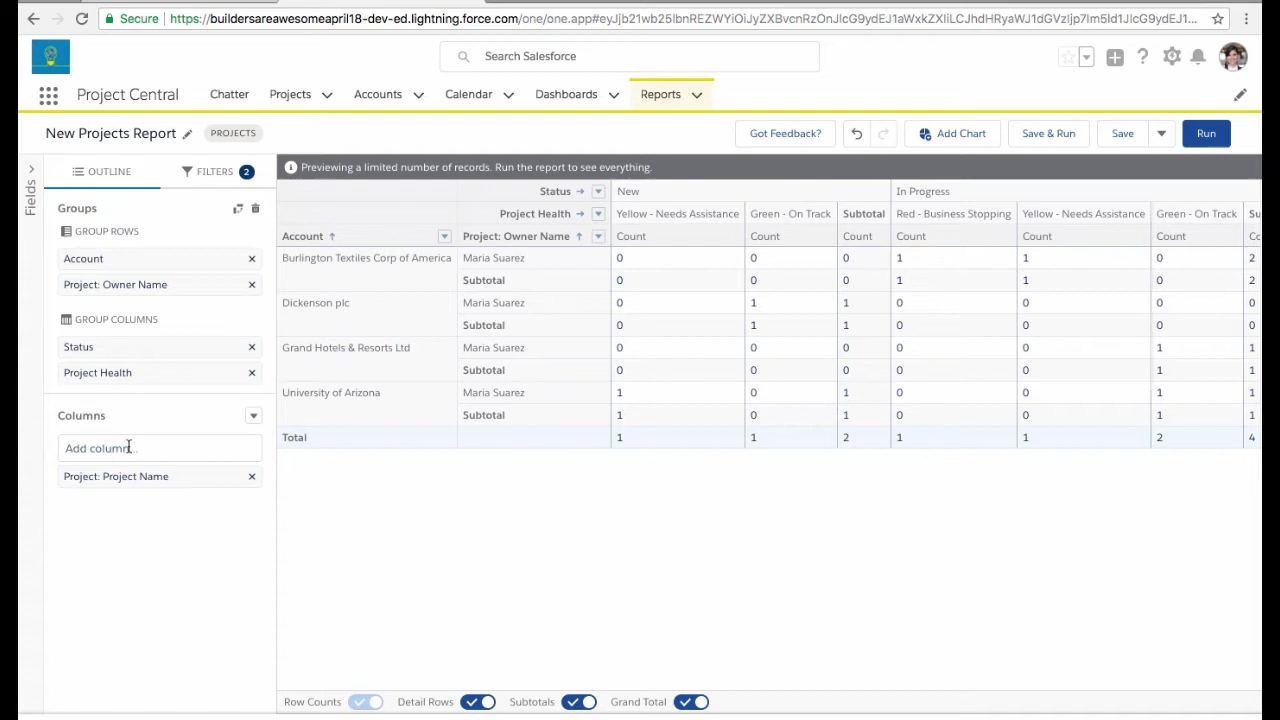 Secure https://buildersareawesomeapril18-dev-ed.lightning.force.com/one/one.app#
Search Salesforce
Project Central Chatter Projects Accounts Calendar Dashboards Reports
New Projects Report PROJECTS Got Feedback? Add Chart Save & Run Save Run
Fields
OUTLINE FILTERS 2
Groups
GROUP ROWS
Account
Project: Owner Name
GROUP COLUMNS
Status
Project Health
Columns
Add column...
Project: Project Name
Previewing a limited number of records. Run the report to see everything.
Status → New In Progress
Project Health → Yellow - Needs Assistance Green - On Track Subtotal Red - Business Stopping Yellow - Needs Assistance Green - On Track
Account ↑ Project: Owner Name ↑ Count Count Count Count Count Count
Burlington Textiles Corp of America Maria Suarez 0 0 0 1 1 0 2
Subtotal 0 0 0 1 1 0 2
Dickenson plc Maria Suarez 0 1 1 0 0 0 0
Subtotal 0 1 1 0 0 0 0
Grand Hotels & Resorts Ltd Maria Suarez 0 0 0 0 0 1 1
Subtotal 0 0 0 0 0 1 1
University of Arizona Maria Suarez 1 0 1 0 0 1 1
Subtotal 1 0 1 0 0 1 1
Total 1 1 2 1 1 2 4
Row Counts Detail Rows Subtotals Grand Total